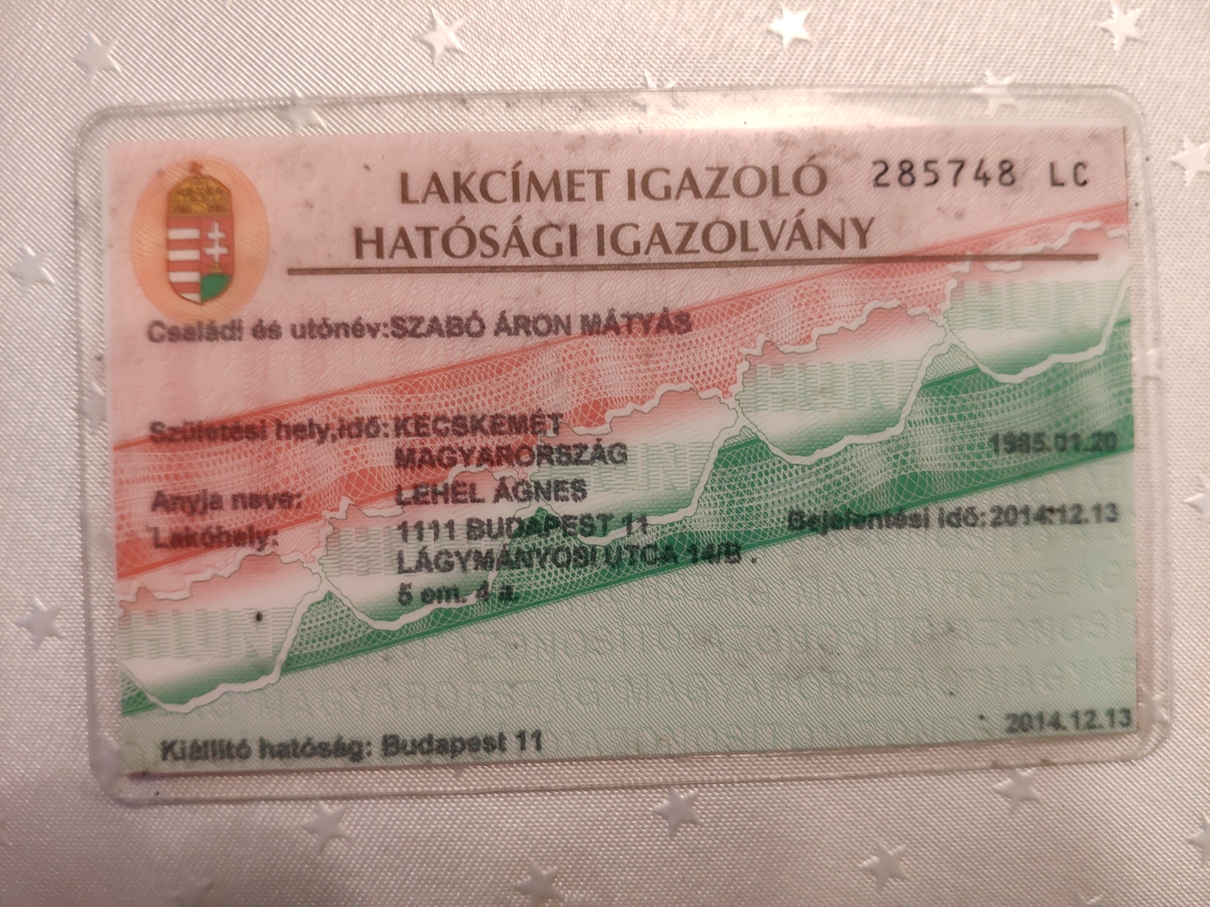 LAKCÍMET IGAZOLÓ 285748 LC
HATÓSÁGI IGAZOLVÁNY
Családi és utónév: SZABÓ ÁRON MÁTYÁS
Születési hely,idő: KECSKEMÉT
MAGYARORSZÁG 1985.01.20
Anyja neve: LEHEL ÁGNES
Lakóhely: 1111 BUDAPEST 11 Bejelentési idő: 2014.12.13
LÁGYMÁNYOSI UTCA 14/B .
5 em. 4 a.
Kiállító hatóság: Budapest 11 2014.12.13